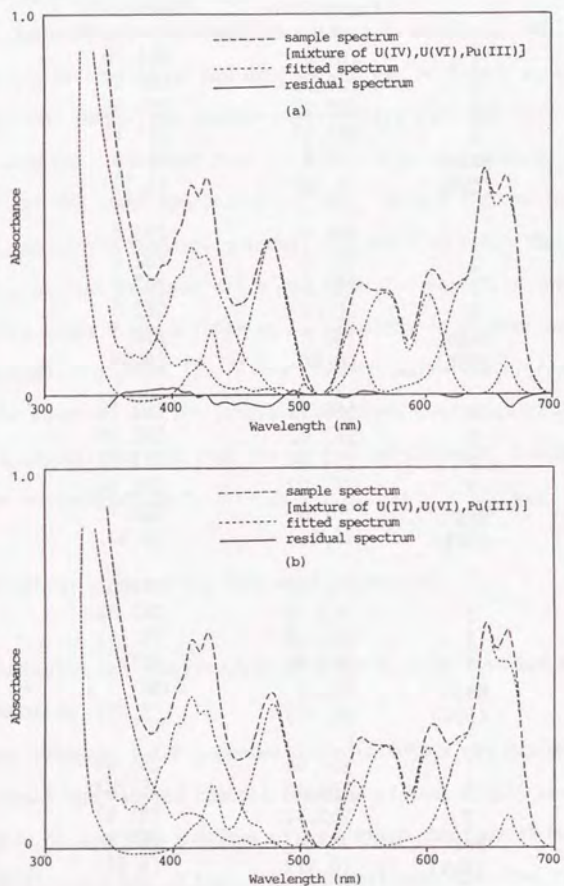 1.0
sample spectrum
[mixture of U(IV),U(VI),Pu(III)]
fitted spectrum
residual spectrum
(a)
Absorbance
0
300 400 500 600 700
Wavelength (nm)
1.0
sample spectrum
[mixture of U(IV),U(VI),Pu(III)]
fitted spectrum
residual spectrum
(b)
Absorbance
0
300 400 500 600 700
Wavelength (nm)